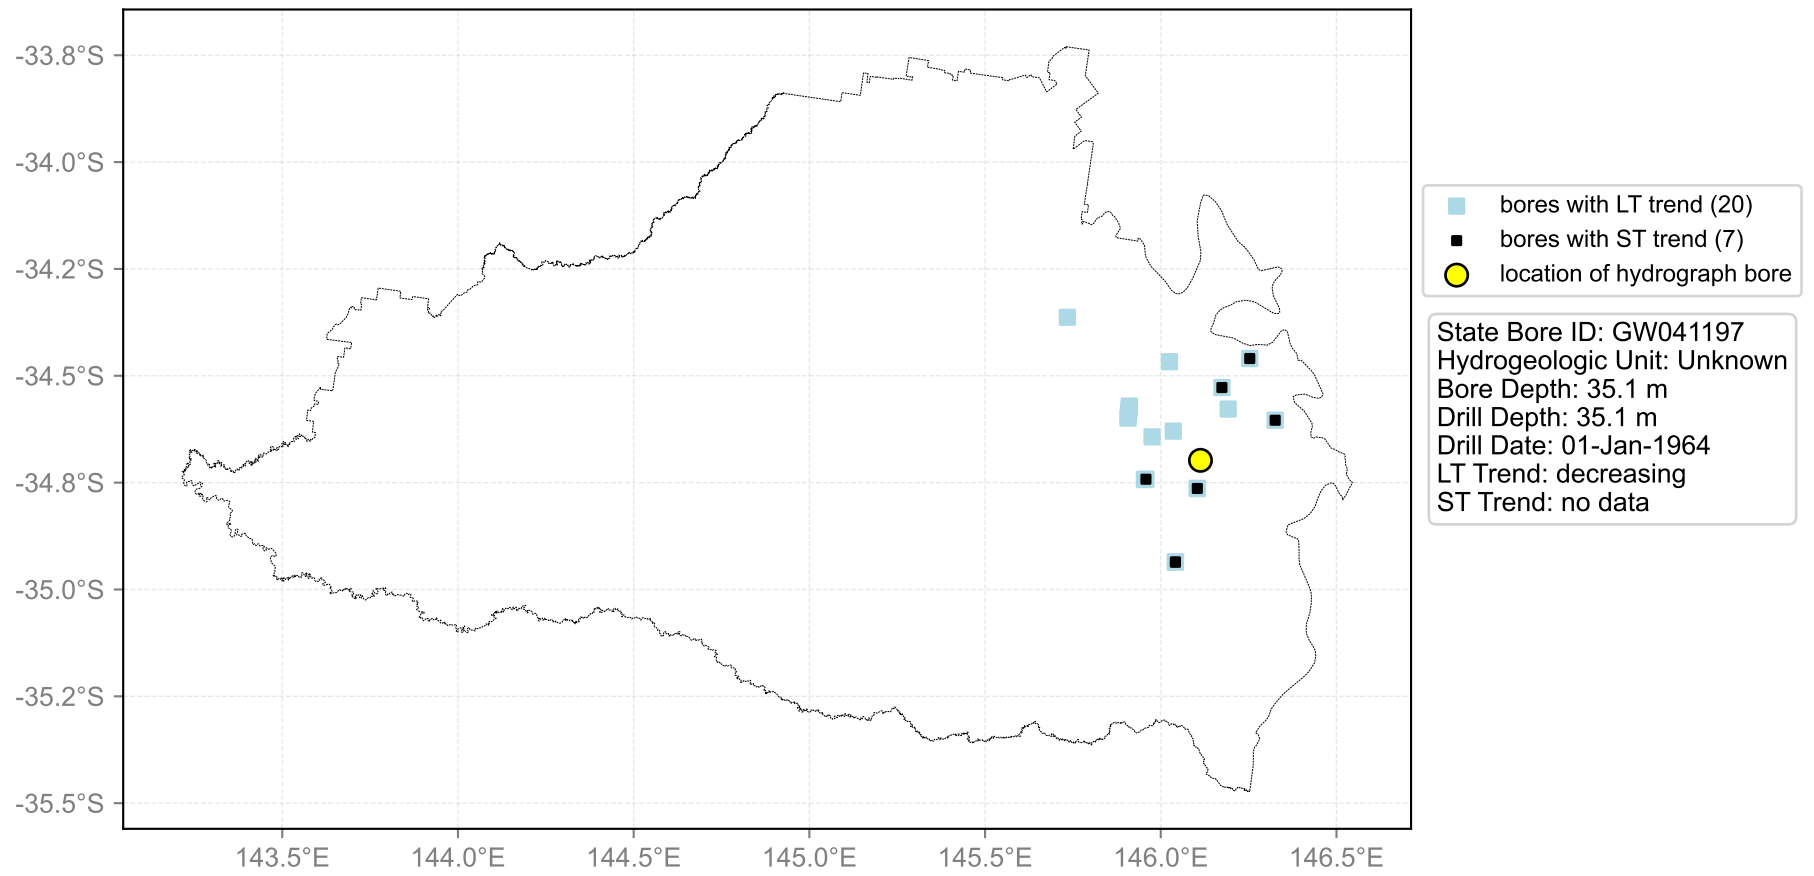 -33.8°S
-34.0°S
-34.2°S
-34.5°S
-34.8°S
-35.0°S
-35.2°S
-35.5°S
143.5°E
144.0°E
144.5°E
145.0°E
145.5°E
146.0°E
146.5°E
bores with LT trend (20)
bores with ST trend (7)
location of hydrograph bore
State Bore ID: GW041197
Hydrogeologic Unit: Unknown
Bore Depth: 35.1 m
Drill Depth: 35.1 m
Drill Date: 01-Jan-1964
LT Trend: decreasing
ST Trend: no data